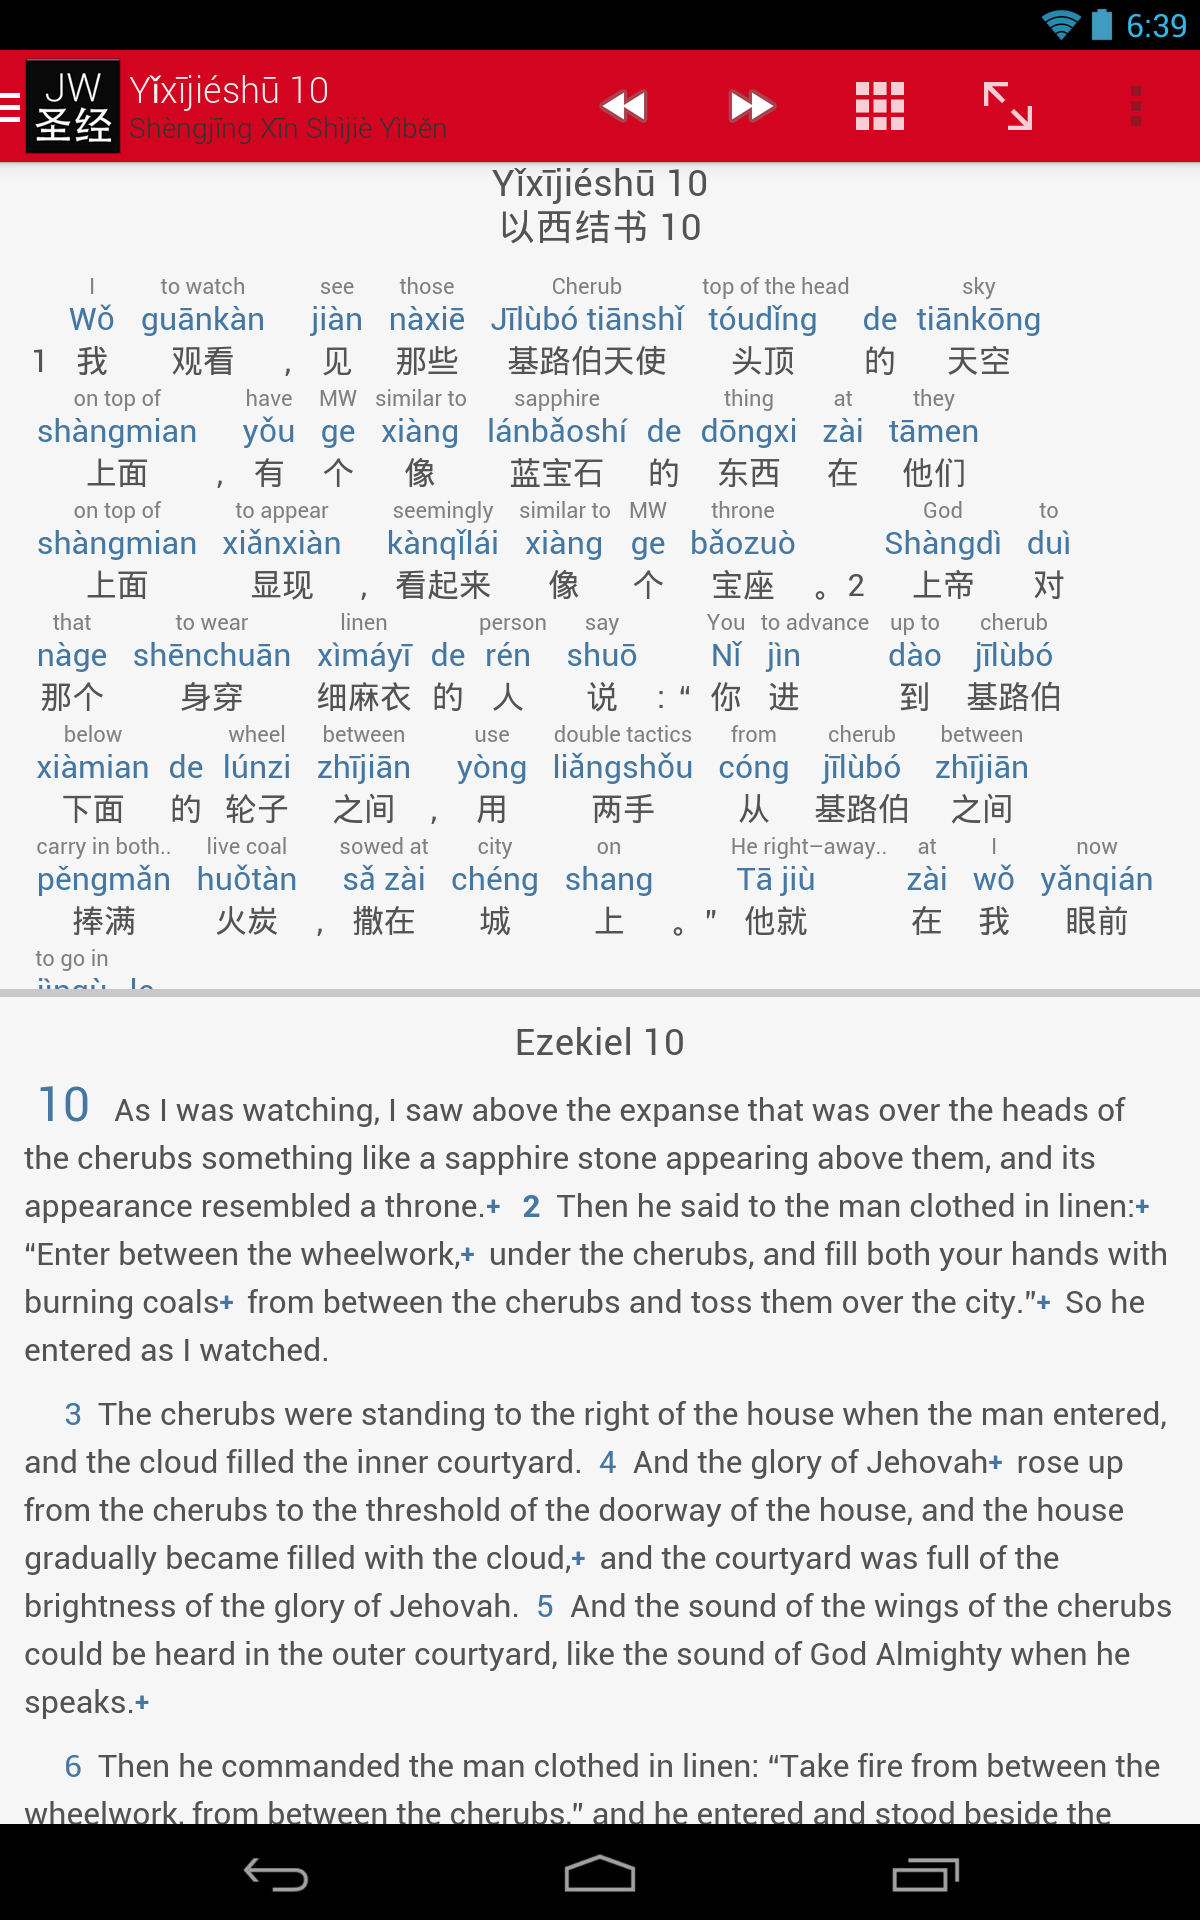 6:39
JW
圣经
Yǐxījiéshū 10
Shèngjīng Xīn Shìjiè Yìběn
Yǐxījiéshū 10
以西结书 10
I to watch see those Cherub top of the head sky
Wǒ guānkàn jiàn nàxiē Jīlùbó tiānshǐ tóudǐng de tiānkōng
1 我 观看 , 见 那些 基路伯天使 头顶 的 天空
on top of have MW similar to sapphire thing at they
shàngmian yǒu ge xiàng lánbǎoshí de dōngxi zài tāmen
上面 , 有 个 像 蓝宝石 的 东西 在 他们
on top of to appear seemingly similar to MW throne God to
shàngmian xiǎnxiàn kànqǐlái xiàng ge bǎozuò Shàngdì duì
上面 显现 , 看起来 像 个 宝座 。2 上帝 对
that to wear linen person say You to advance up to cherub
nàge shēnchuān xìmáyī de rén shuō Nǐ jìn dào jīlùbó
那个 身穿 细麻衣 的 人 说 : “ 你 进 到 基路伯
below wheel between use double tactics from cherub between
xiàmian de lúnzi zhījiān yòng liǎngshǒu cóng jīlùbó zhījiān
下面 的 轮子 之间 , 用 两手 从 基路伯 之间
carry in both.. live coal sowed at city on He right–away.. at I now
pěngmǎn huǒtàn sǎ zài chéng shang Tā jiù zài wǒ yǎnqián
捧满 火炭 , 撒在 城 上 。” 他就 在 我 眼前
to go in
jìnqù le
Ezekiel 10
10 As I was watching, I saw above the expanse that was over the heads of
the cherubs something like a sapphire stone appearing above them, and its
appearance resembled a throne.+ 2 Then he said to the man clothed in linen:+
“Enter between the wheelwork,+ under the cherubs, and fill both your hands with
burning coals+ from between the cherubs and toss them over the city.”+ So he
entered as I watched.
3 The cherubs were standing to the right of the house when the man entered,
and the cloud filled the inner courtyard. 4 And the glory of Jehovah+ rose up
from the cherubs to the threshold of the doorway of the house, and the house
gradually became filled with the cloud,+ and the courtyard was full of the
brightness of the glory of Jehovah. 5 And the sound of the wings of the cherubs
could be heard in the outer courtyard, like the sound of God Almighty when he
speaks.+
6 Then he commanded the man clothed in linen: “Take fire from between the
wheelwork, from between the cherubs,” and he entered and stood beside the